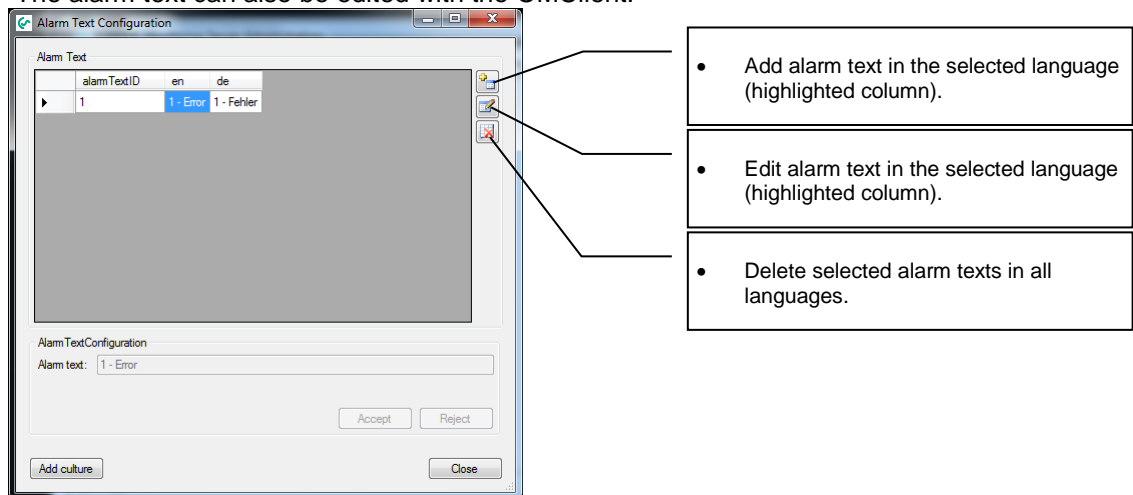 The alarm text can also be edited with the CMClient.
Alarm Text Configuration
Alarm Text
alarmTextID en de
1 1 - Error 1 - Fehler
AlarmTextConfiguration
Alarm text: 1 - Error
Accept Reject
Add culture Close
• Add alarm text in the selected language
(highlighted column).
• Edit alarm text in the selected language
(highlighted column).
• Delete selected alarm texts in all
languages.